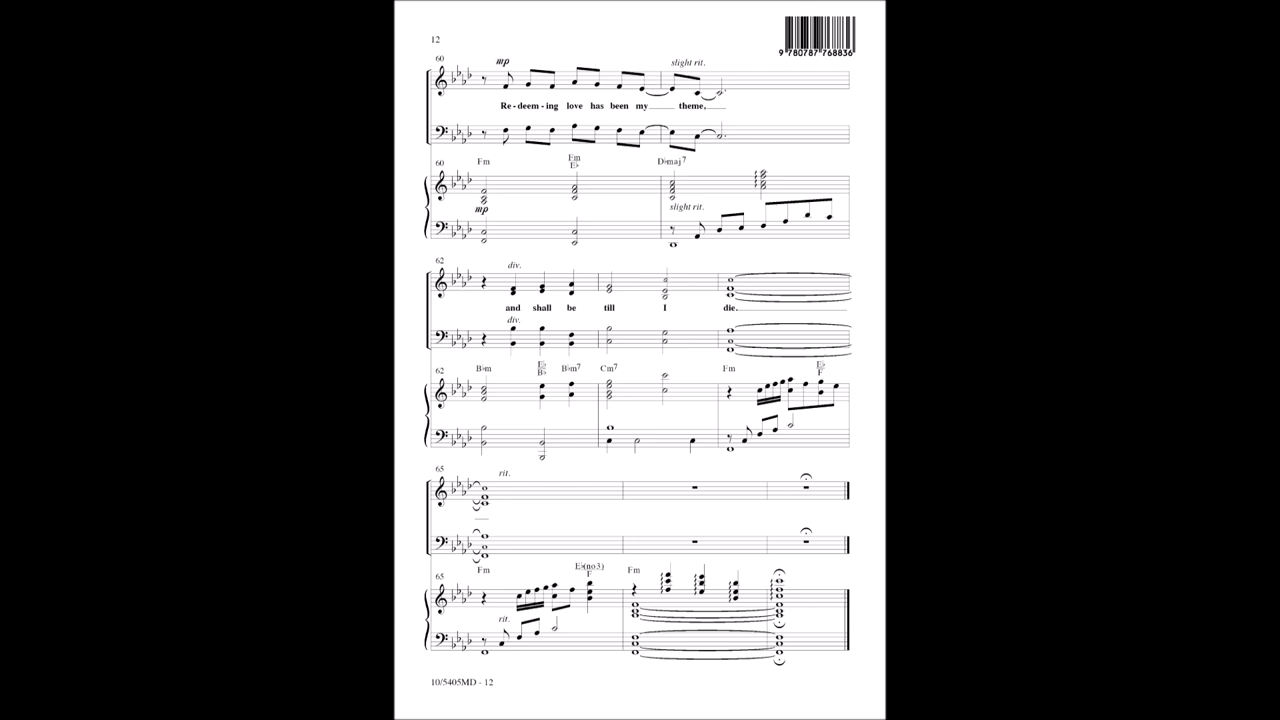 12
9 780787 768836
60
mp
slight rit.
Re - deem - ing love has been my theme,
60
Fm Fm E♭ D♭maj7
mp
slight rit.
62
div.
and shall be till I die.
div.
62
B♭m E♭ B♭ B♭m7 Cm7 Fm E♭ F
65
rit.
65
Fm E♭(no3) F Fm
rit.
10/5405MD - 12